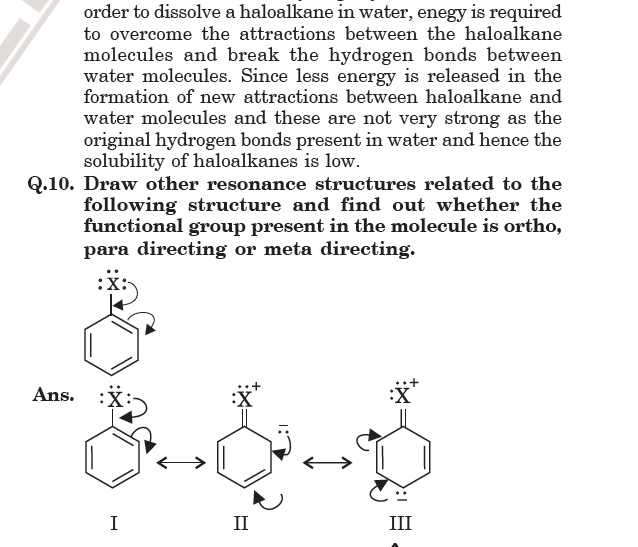 order to dissolve a haloalkane in water, enegy is required
to overcome the attractions between the haloalkane
molecules and break the hydrogen bonds between
water molecules. Since less energy is released in the
formation of new attractions between haloalkane and
water molecules and these are not very strong as the
original hydrogen bonds present in water and hence the
solubility of haloalkanes is low.
Q.10. Draw other resonance structures related to the
following structure and find out whether the
functional group present in the molecule is ortho,
para directing or meta directing.
:Ẍ:
Ans. :Ẍ: :Ẍ+ :Ẍ+
I II III